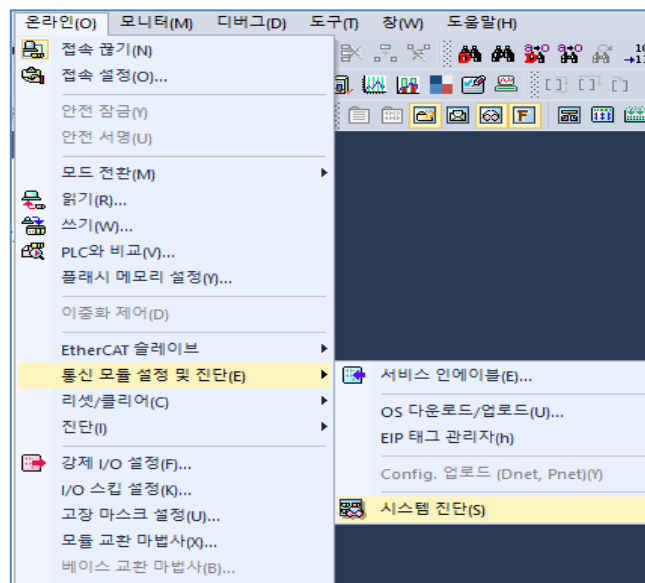 온라인(O) 모니터(M) 디버그(D) 도구(T) 창(W) 도움말(H)
접속 끊기(N)
접속 설정(O)...
안전 잠금(Y)
안전 서명(U)
모드 전환(M)
읽기(R)...
쓰기(W)...
PLC와 비교(V)...
플래시 메모리 설정(Y)...
이중화 제어(D)
EtherCAT 슬레이브
통신 모듈 설정 및 진단(E)
리셋/클리어(C)
진단(I)
강제 I/O 설정(F)...
I/O 스킵 설정(K)...
고장 마스크 설정(U)...
모듈 교환 마법사(X)...
베이스 교환 마법사(B)...
서비스 인에이블(E)...
OS 다운로드/업로드(U)...
EIP 태그 관리자(h)
Config. 업로드 (Dnet, Pnet)(Y)
시스템 진단(S)